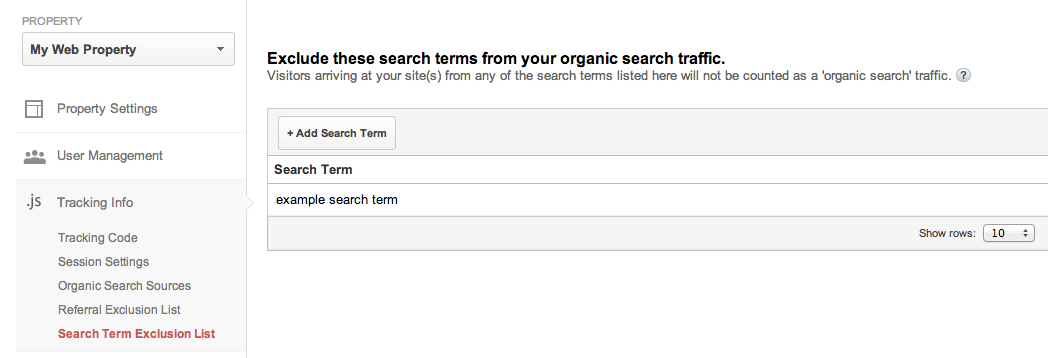 PROPERTY
My Web Property
Property Settings
User Management
.js Tracking Info
Tracking Code
Session Settings
Organic Search Sources
Referral Exclusion List
Search Term Exclusion List
Exclude these search terms from your organic search traffic.
Visitors arriving at your site(s) from any of the search terms listed here will not be counted as a 'organic search' traffic. ?
+ Add Search Term
Search Term
example search term
Show rows: 10